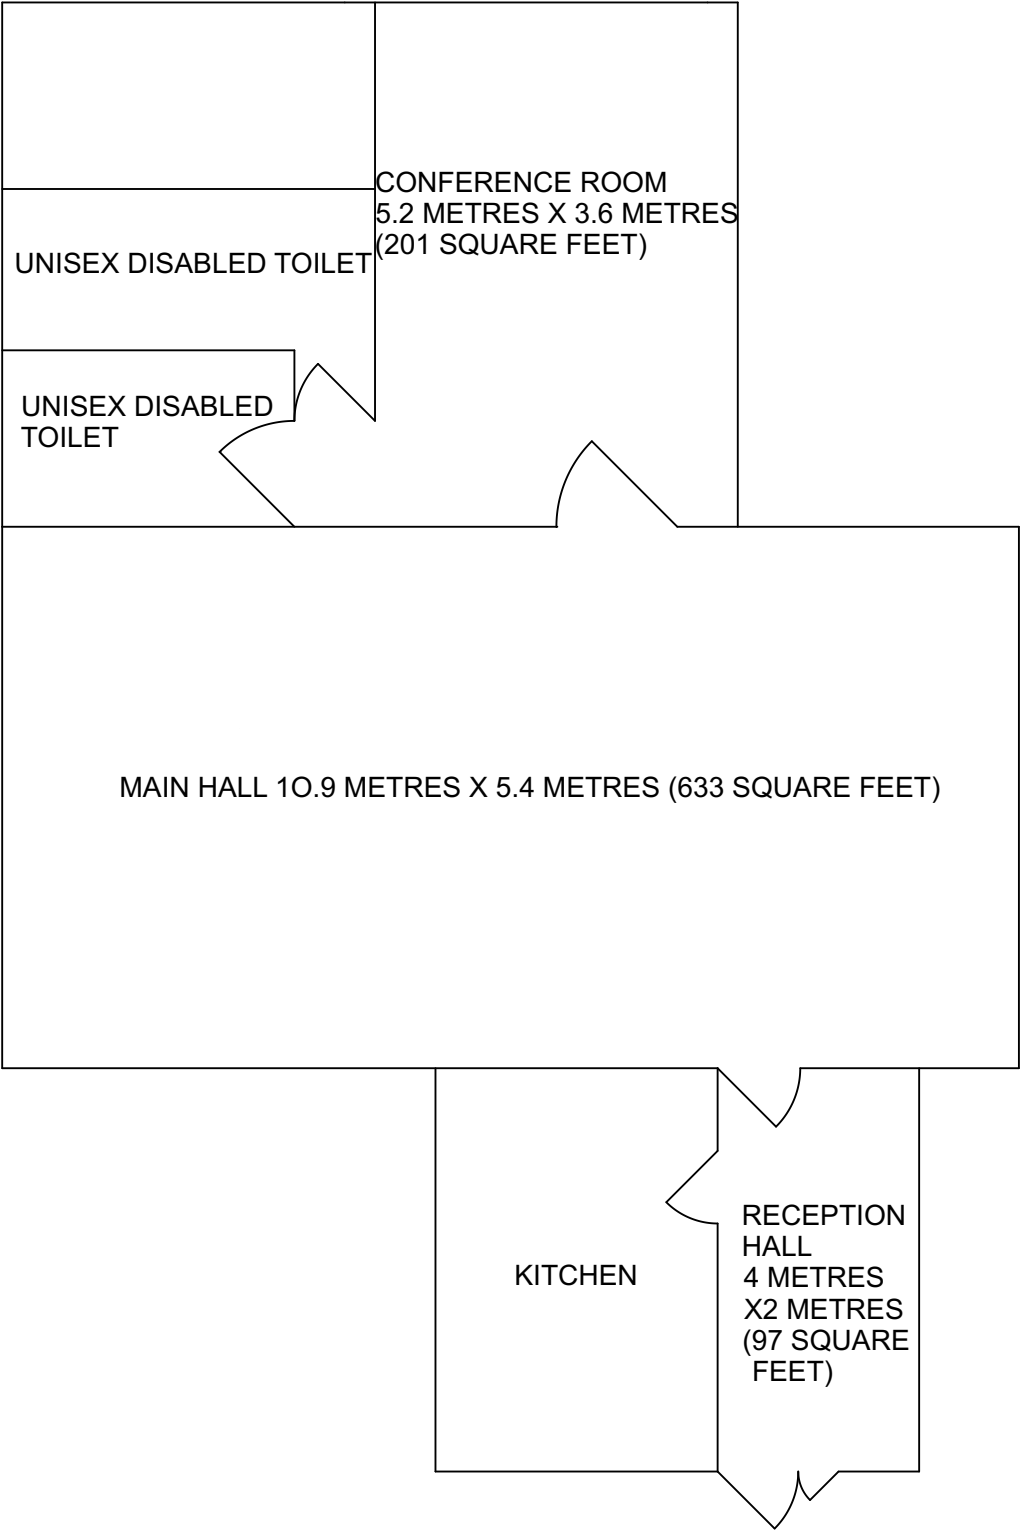 CONFERENCE ROOM
5.2 METRES X 3.6 METRES
(201 SQUARE FEET)
UNISEX DISABLED TOILET
UNISEX DISABLED
TOILET
MAIN HALL 1O.9 METRES X 5.4 METRES (633 SQUARE FEET)
KITCHEN
RECEPTION
HALL
4 METRES
X2 METRES
(97 SQUARE
FEET)